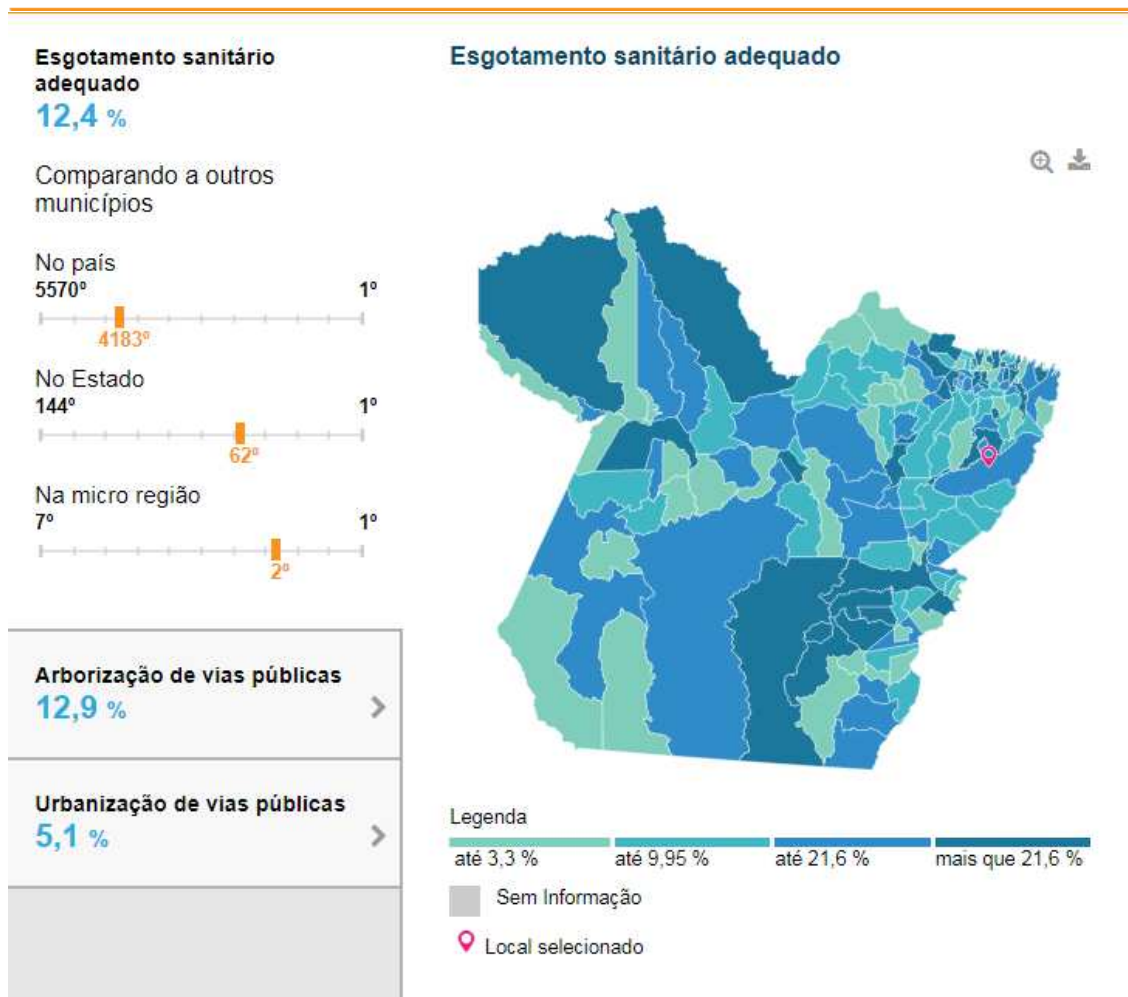 Esgotamento sanitário
adequado
12,4 %
Comparando a outros
municípios
No país
5570º 1º
4183º
No Estado
144º 1º
62º
Na micro região
7º 1º
2º
Arborização de vias públicas
12,9 %
Urbanização de vias públicas
5,1 %
Esgotamento sanitário adequado
Legenda
até 3,3 % até 9,95 % até 21,6 % mais que 21,6 %
Sem Informação
Local selecionado